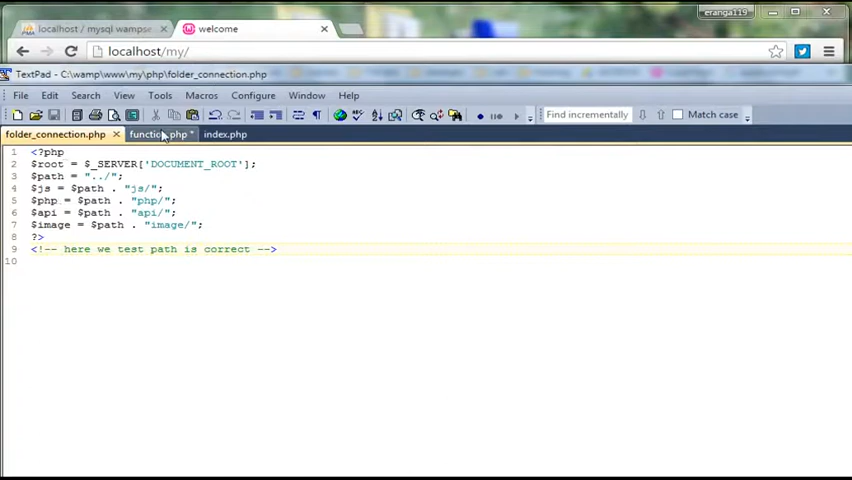 eranga119
localhost / mysql wampse
welcome
localhost/my/
TextPad - C:\wamp\www\my\php\folder_connection.php
File Edit Search View Tools Macros Configure Window Help
Find incrementally
Match case
folder_connection.php
function.php *
index.php
1 <?php
2 $root = $_SERVER['DOCUMENT_ROOT'];
3 $path = "../";
4 $js = $path . "js/";
5 $php = $path . "php/";
6 $api = $path . "api/";
7 $image = $path . "image/";
8 ?>
9 <!-- here we test path is correct -->
10